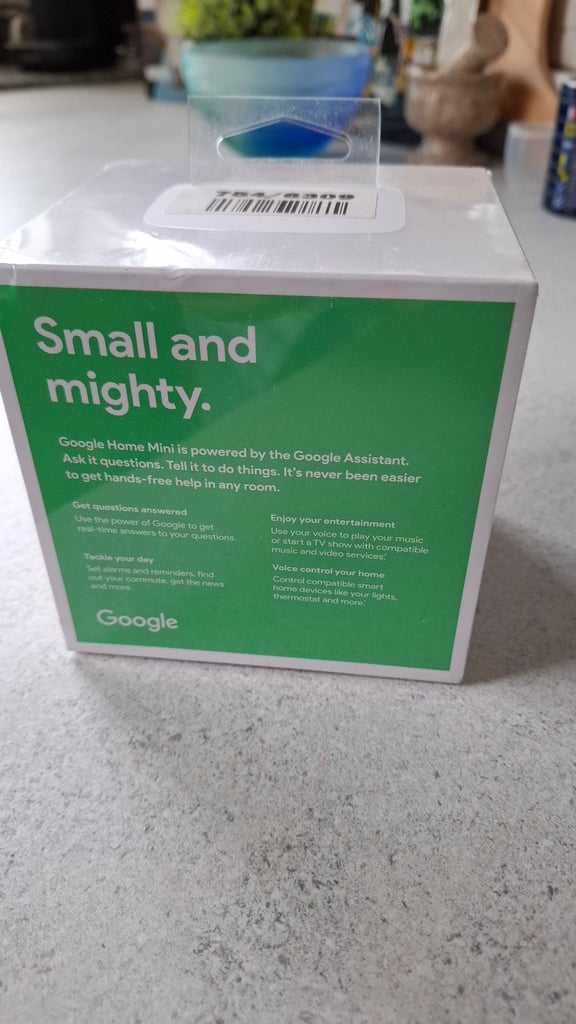 754/8309
Small and
mighty.
Google Home Mini is powered by the Google Assistant.
Ask it questions. Tell it to do things. It's never been easier
to get hands-free help in any room.
Get questions answered
Use the power of Google to get
real-time answers to your questions.
Tackle your day
Set alarms and reminders, find
out your commute, get the news
and more.
Enjoy your entertainment
Use your voice to play your music
or start a TV show with compatible
music and video services.
Voice control your home
Control compatible smart
home devices like your lights,
thermostat and more
Google